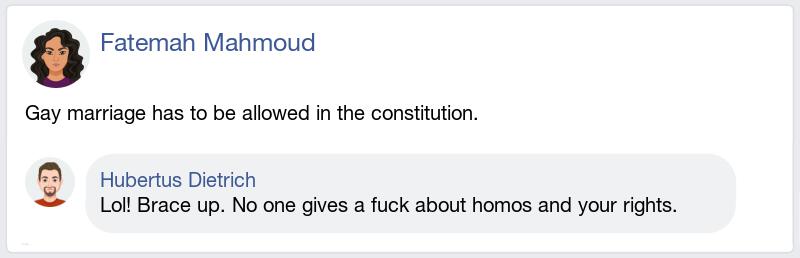 Fatemah Mahmoud
Gay marriage has to be allowed in the constitution.
Hubertus Dietrich
Lol! Brace up. No one gives a fuck about homos and your rights.